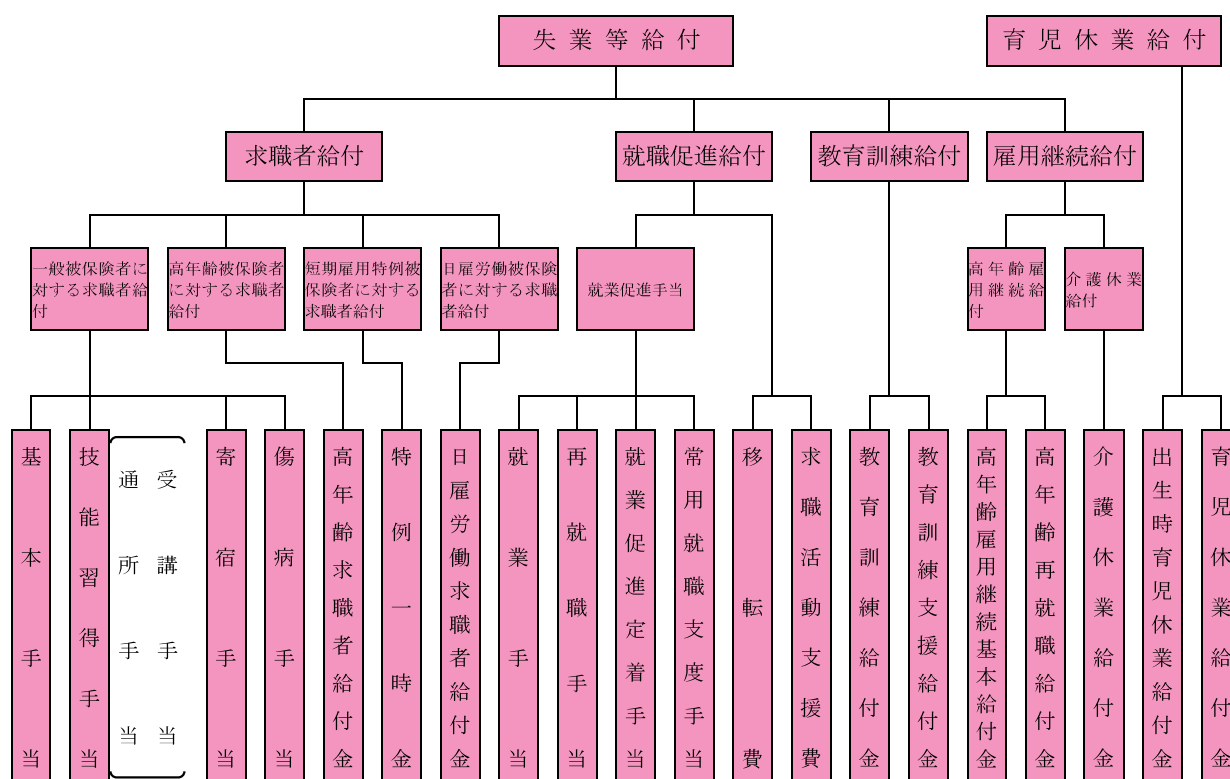 失業等給付
育児休業給付
求職者給付
就職促進給付
教育訓練給付
雇用継続給付
一般被保険者に
対する求職者給
付
高年齢被保険者
に対する求職者
給付
短期雇用特例被
保険者に対する
求職者給付
日雇労働被保険
者に対する求職
者給付
就業促進手当
高年齢雇
用継続給
付
介護休業
給付
基本手当
技能習得手当
通所手当
受講手当
寄宿手当
傷病手当
高年齢求職者給付金
特例一時金
日雇労働求職者給付金
就業手当
再就職手当
就業促進定着手当
常用就職支度手当
移転費
求職活動支援費
教育訓練給付金
教育訓練支援給付金
高年齢雇用継続基本給付金
高年齢再就職給付金
介護休業給付金
出生時育児休業給付金
育児休業給付金